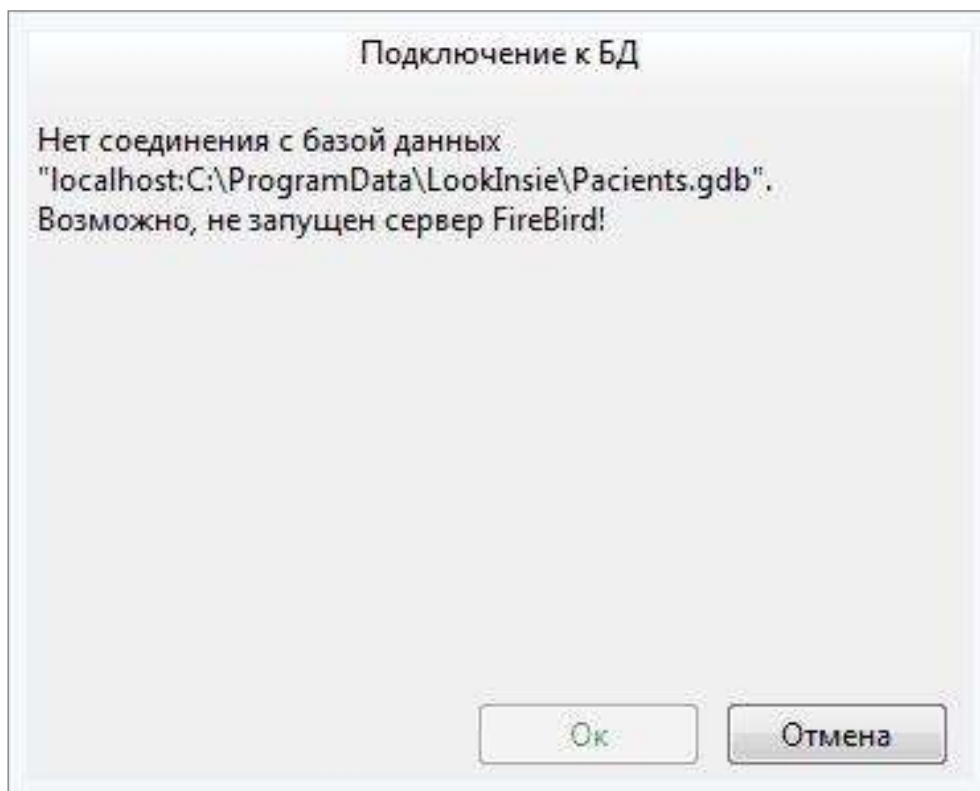 Подключение к БД
Нет соединения с базой данных
"localhost:C:\ProgramData\LookInsie\Pacients.gdb".
Возможно, не запущен сервер FireBird!
Ок
Отмена